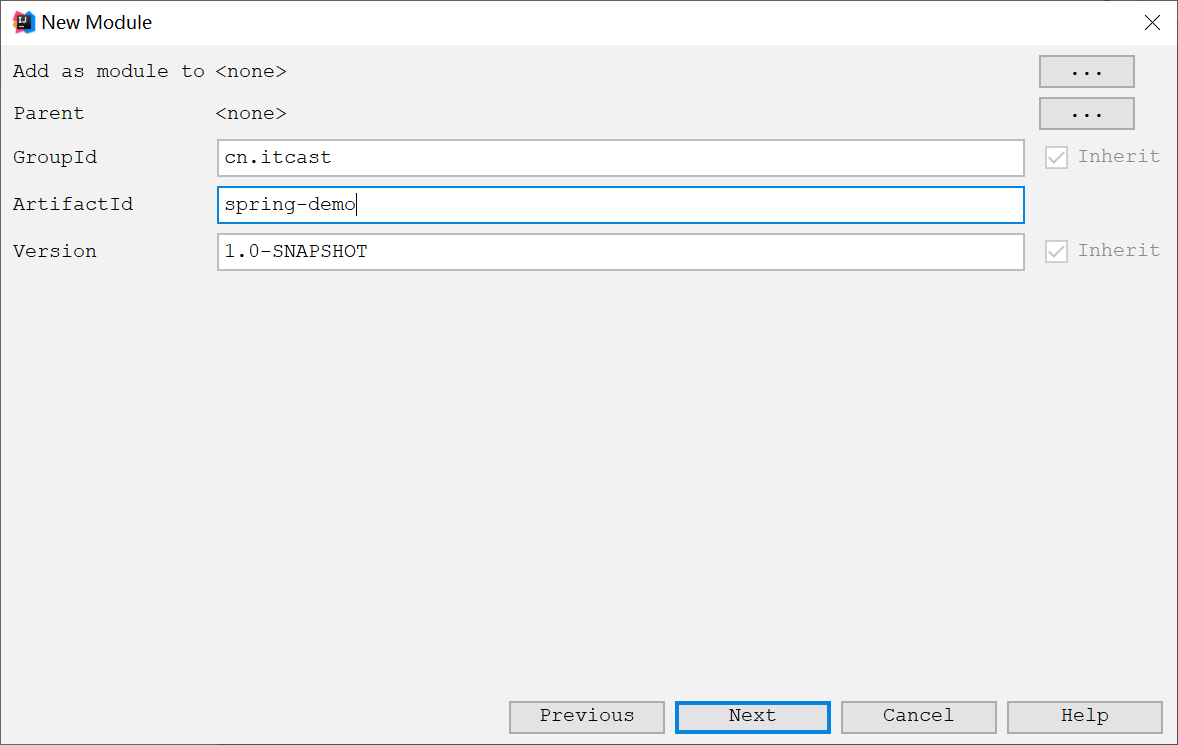 New Module
Add as module to <none> ...
Parent <none> ...
GroupId cn.itcast Inherit
ArtifactId spring-demo
Version 1.0-SNAPSHOT Inherit
Previous Next Cancel Help